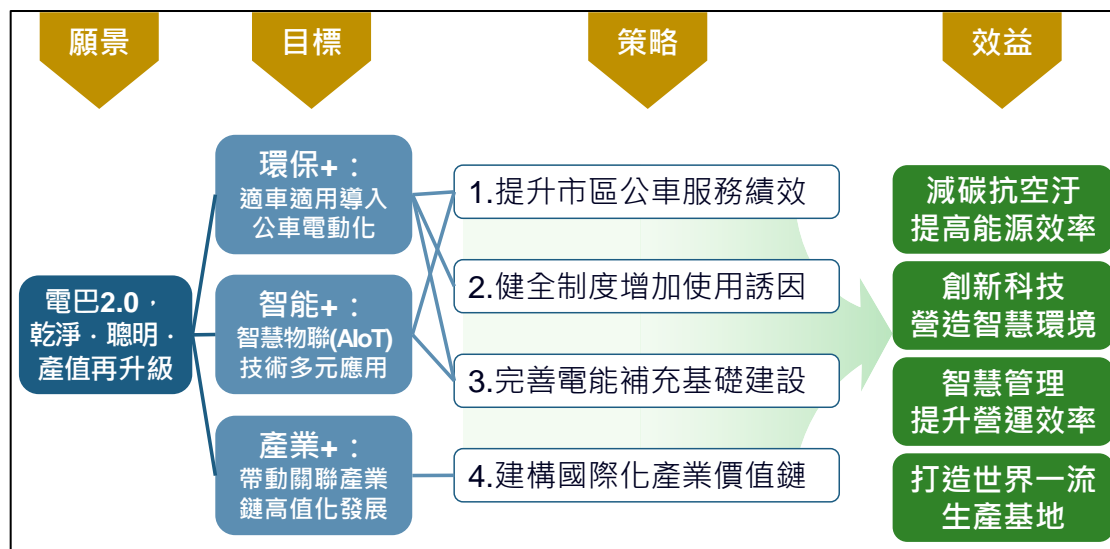 願景
目標
策略
效益
電巴2.0，
乾淨．聰明．
產值再升級
環保+：
適車適用導入
公車電動化
智能+：
智慧物聯(AIoT)
技術多元應用
產業+：
帶動關聯產業
鏈高值化發展
1.提升市區公車服務績效
2.健全制度增加使用誘因
3.完善電能補充基礎建設
4.建構國際化產業價值鏈
減碳抗空汙
提高能源效率
創新科技
營造智慧環境
智慧管理
提升營運效率
打造世界一流
生產基地